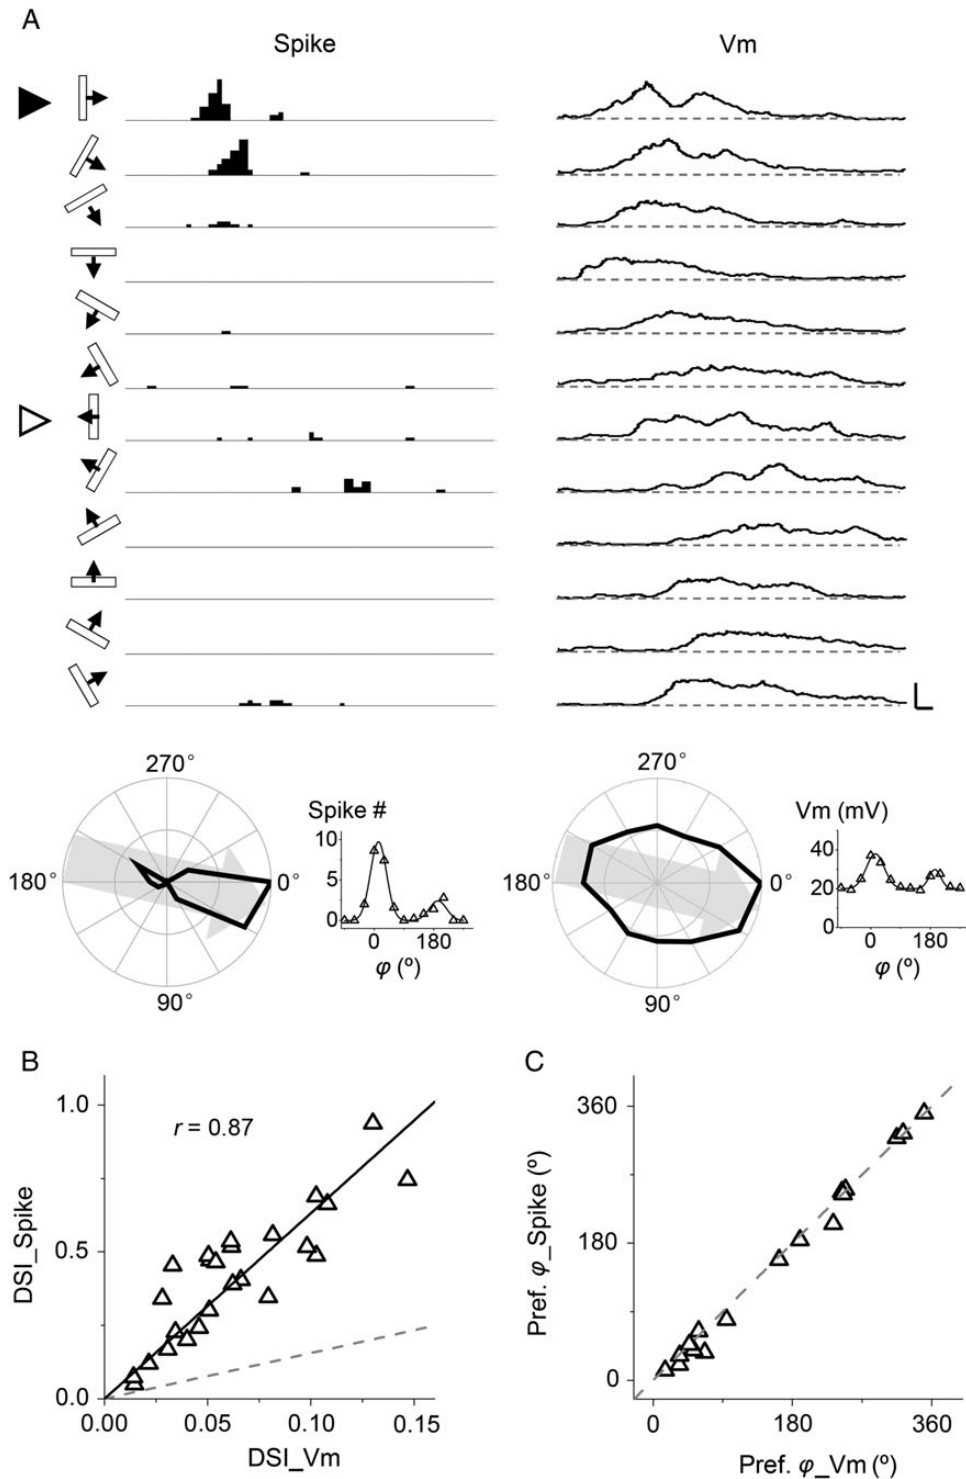 A
Spike
Vm
270°
180°
0°
90°
Spike #
10
5
0
0
180
φ (º)
270°
180°
0°
90°
Vm (mV)
40
20
0
0
180
φ (º)
B
1.0
0.5
0.0
DSI_Spike
r = 0.87
0.00
0.05
0.10
0.15
DSI_Vm
C
360
180
0
Pref. φ_Spike (º)
0
180
360
Pref. φ_Vm (º)